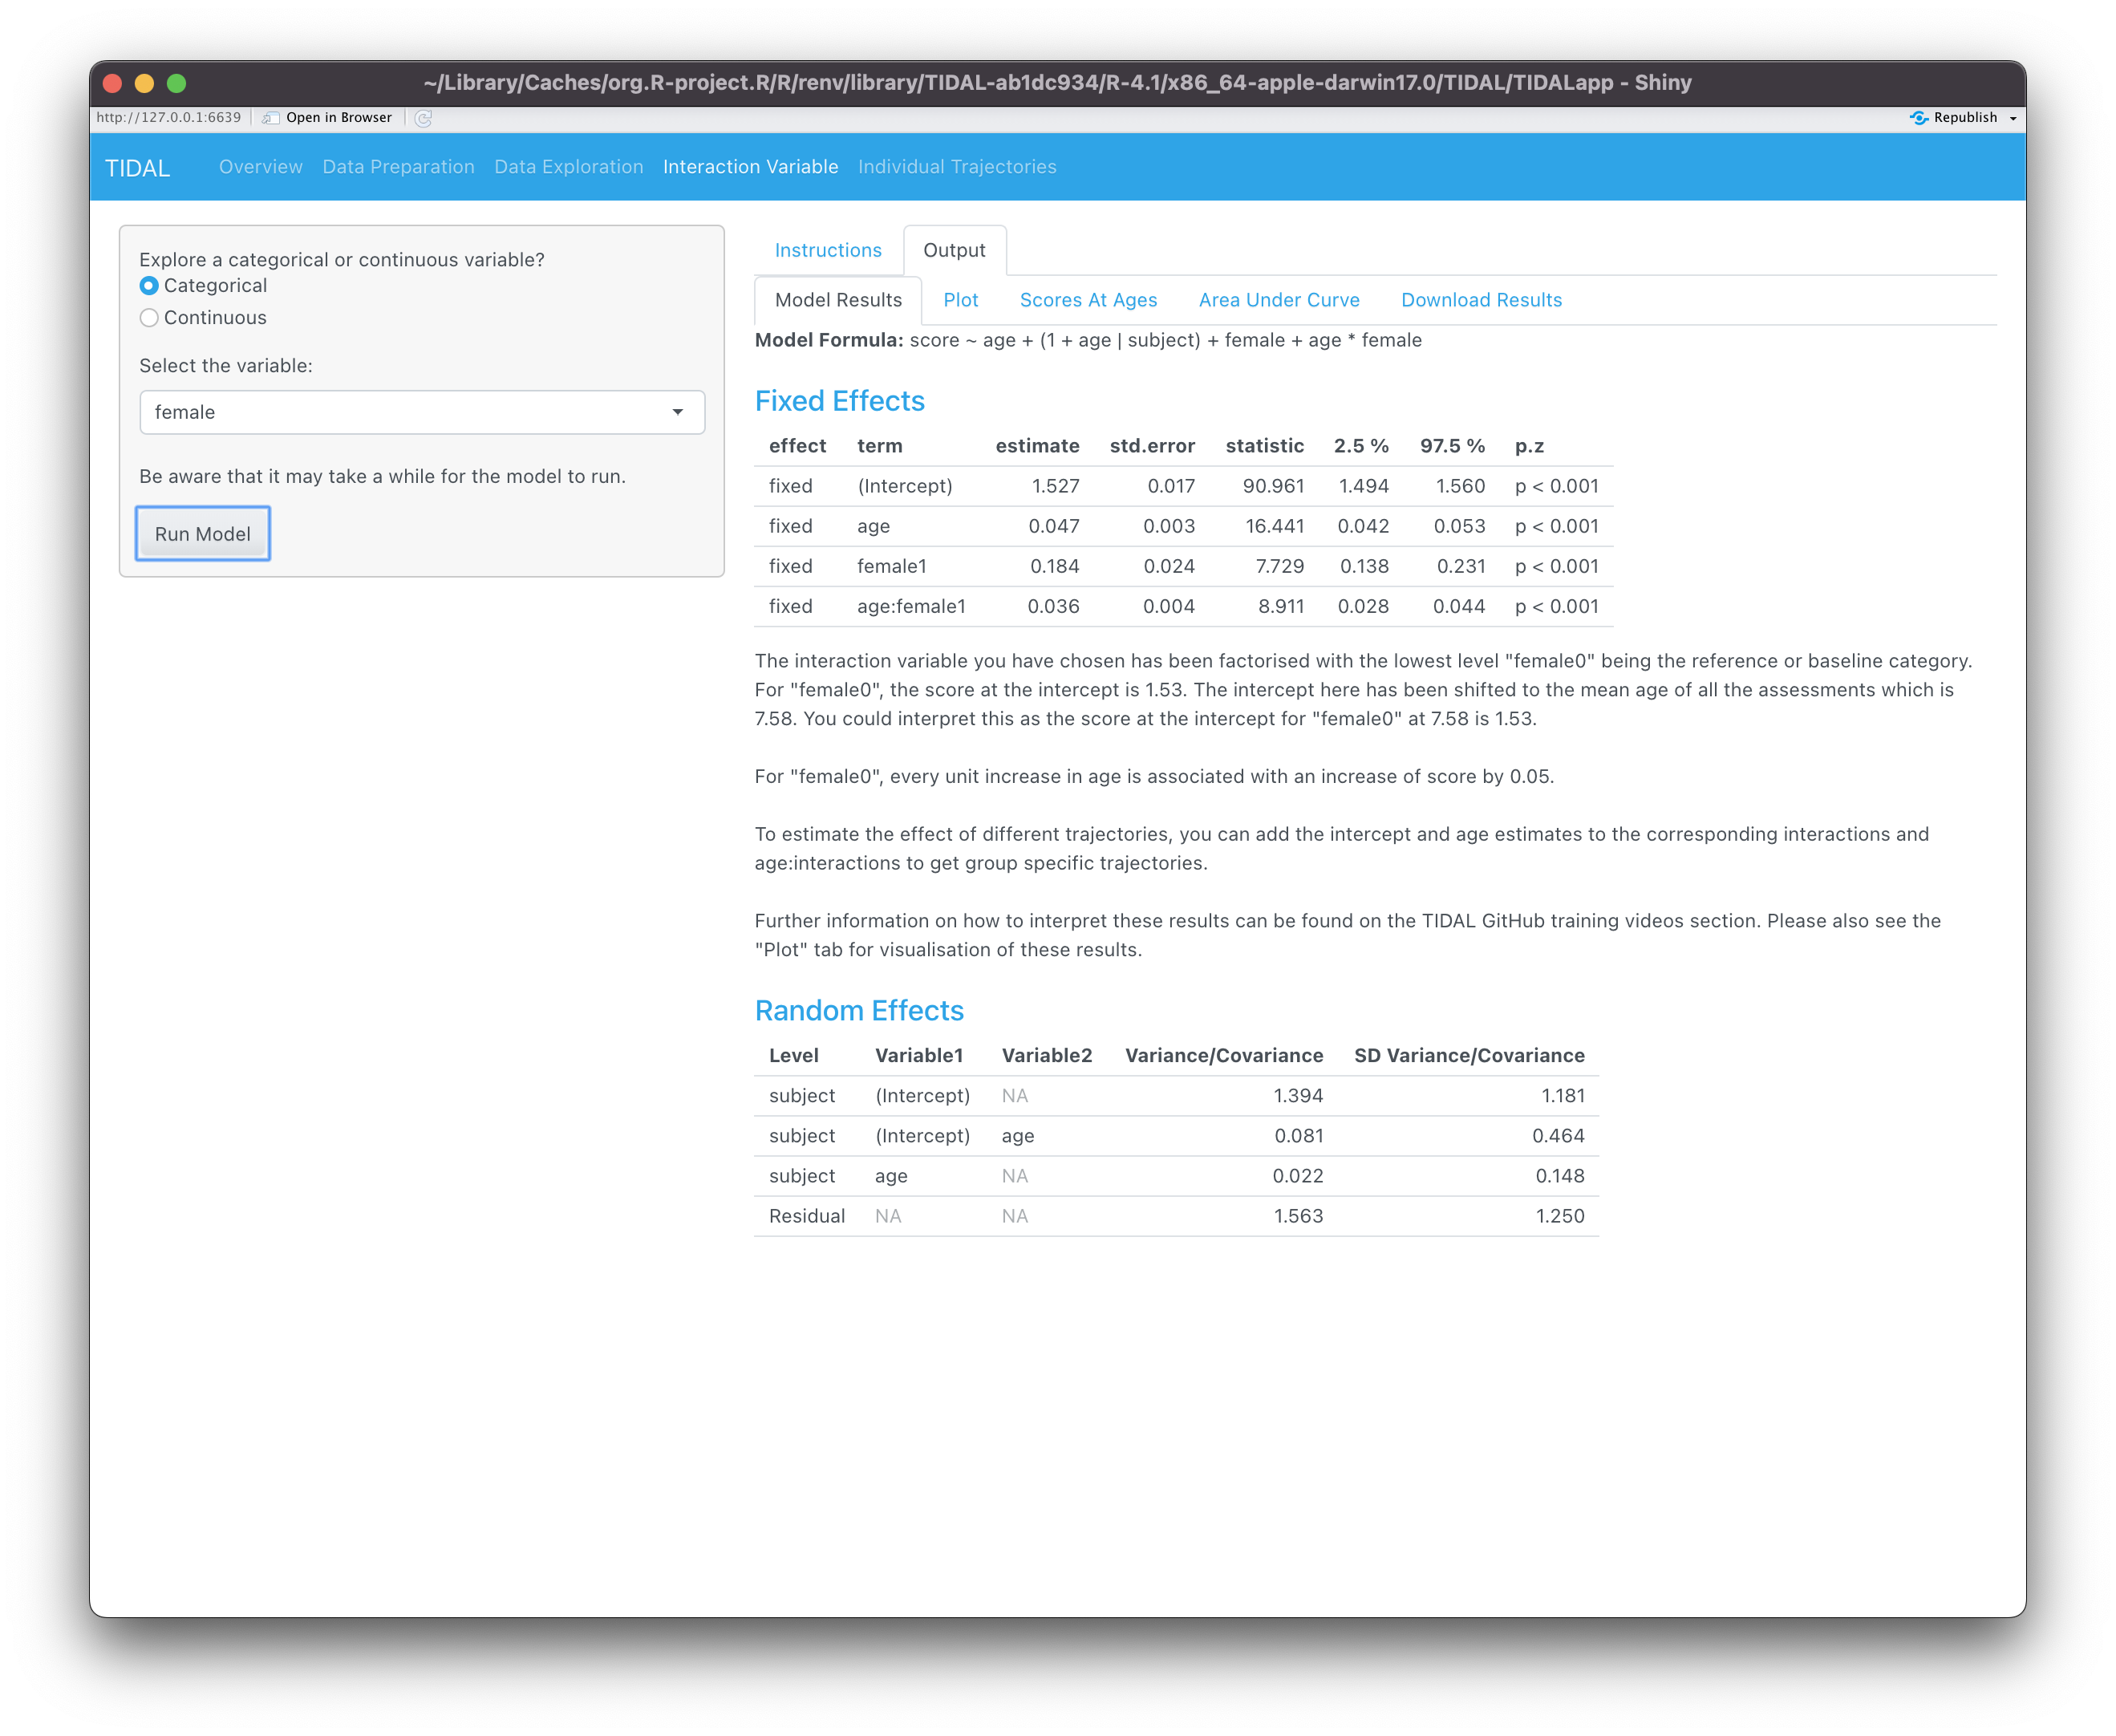 ~/Library/Caches/org.R-project.R/R/renv/library/TIDAL-ab1dc934/R-4.1/x86_64-apple-darwin17.0/TIDAL/TIDALapp - Shiny
http://127.0.0.1:6639 Open in Browser Republish
TIDAL Overview Data Preparation Data Exploration Interaction Variable Individual Trajectories
Explore a categorical or continuous variable?
Categorical
Continuous
Select the variable:
female
Be aware that it may take a while for the model to run.
Run Model
Instructions Output
Model Results Plot Scores At Ages Area Under Curve Download Results
Model Formula: score ~ age + (1 + age | subject) + female + age * female
Fixed Effects
effect term estimate std.error statistic 2.5 % 97.5 % p.z
fixed (Intercept) 1.527 0.017 90.961 1.494 1.560 p < 0.001
fixed age 0.047 0.003 16.441 0.042 0.053 p < 0.001
fixed female1 0.184 0.024 7.729 0.138 0.231 p < 0.001
fixed age:female1 0.036 0.004 8.911 0.028 0.044 p < 0.001
The interaction variable you have chosen has been factorised with the lowest level "female0" being the reference or baseline category.
For "female0", the score at the intercept is 1.53. The intercept here has been shifted to the mean age of all the assessments which is
7.58. You could interpret this as the score at the intercept for "female0" at 7.58 is 1.53.
For "female0", every unit increase in age is associated with an increase of score by 0.05.
To estimate the effect of different trajectories, you can add the intercept and age estimates to the corresponding interactions and
age:interactions to get group specific trajectories.
Further information on how to interpret these results can be found on the TIDAL GitHub training videos section. Please also see the
"Plot" tab for visualisation of these results.
Random Effects
Level Variable1 Variable2 Variance/Covariance SD Variance/Covariance
subject (Intercept) NA 1.394 1.181
subject (Intercept) age 0.081 0.464
subject age NA 0.022 0.148
Residual NA NA 1.563 1.250